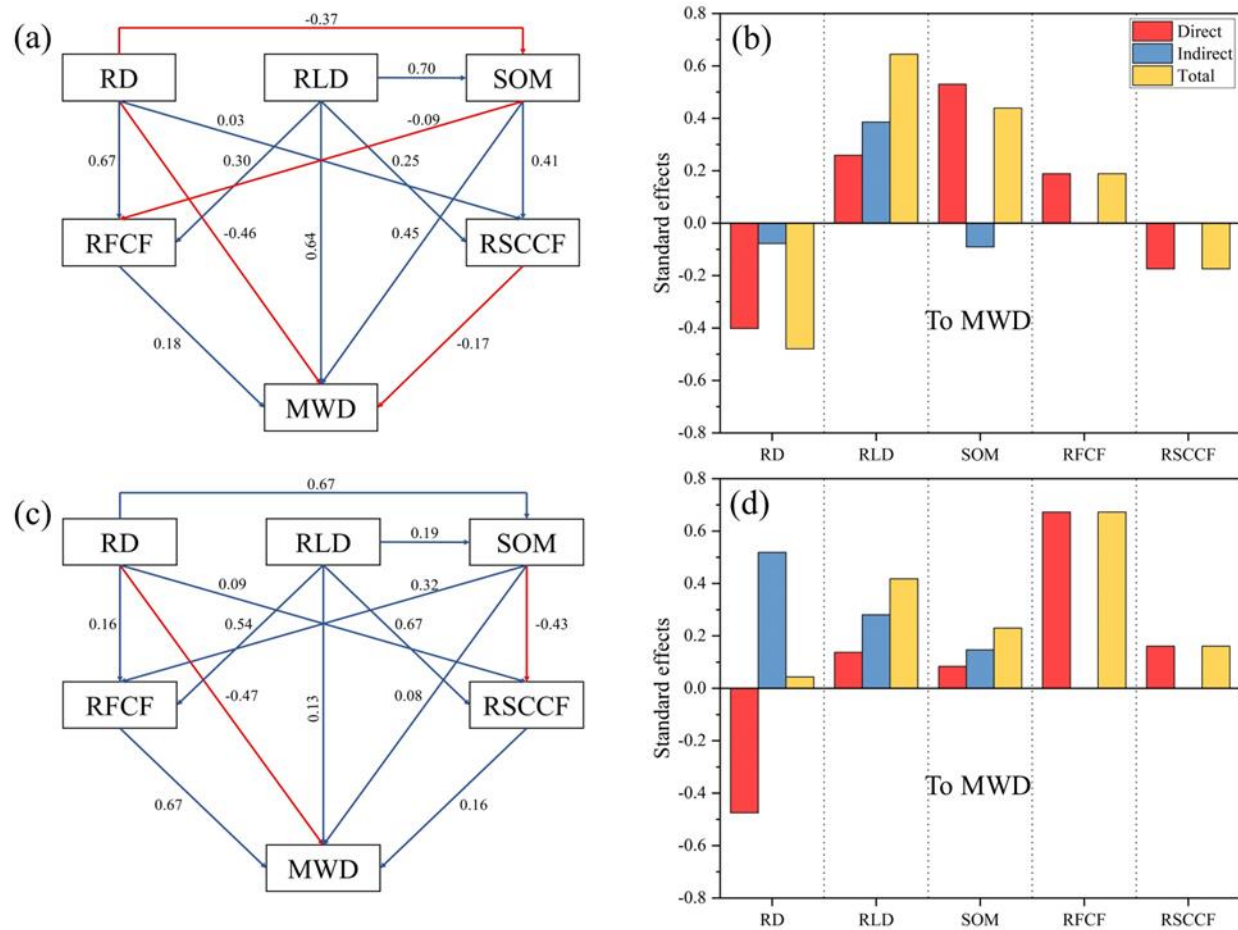 (a)
-0.37
RD
RLD
SOM
0.70
0.03
-0.09
0.67
0.30
0.25
0.41
RFCF
RSCCF
-0.46
0.64
0.45
0.18
-0.17
MWD
(b)
Standard effects
0.8
0.6
0.4
0.2
0.0
-0.2
-0.4
-0.6
-0.8
Direct
Indirect
Total
To MWD
RD
RLD
SOM
RFCF
RSCCF
(c)
0.67
RD
RLD
SOM
0.19
0.09
0.32
0.16
0.54
0.67
-0.43
RFCF
RSCCF
-0.47
0.13
0.08
0.67
0.16
MWD
(d)
Standard effects
0.8
0.6
0.4
0.2
0.0
-0.2
-0.4
-0.6
-0.8
To MWD
RD
RLD
SOM
RFCF
RSCCF